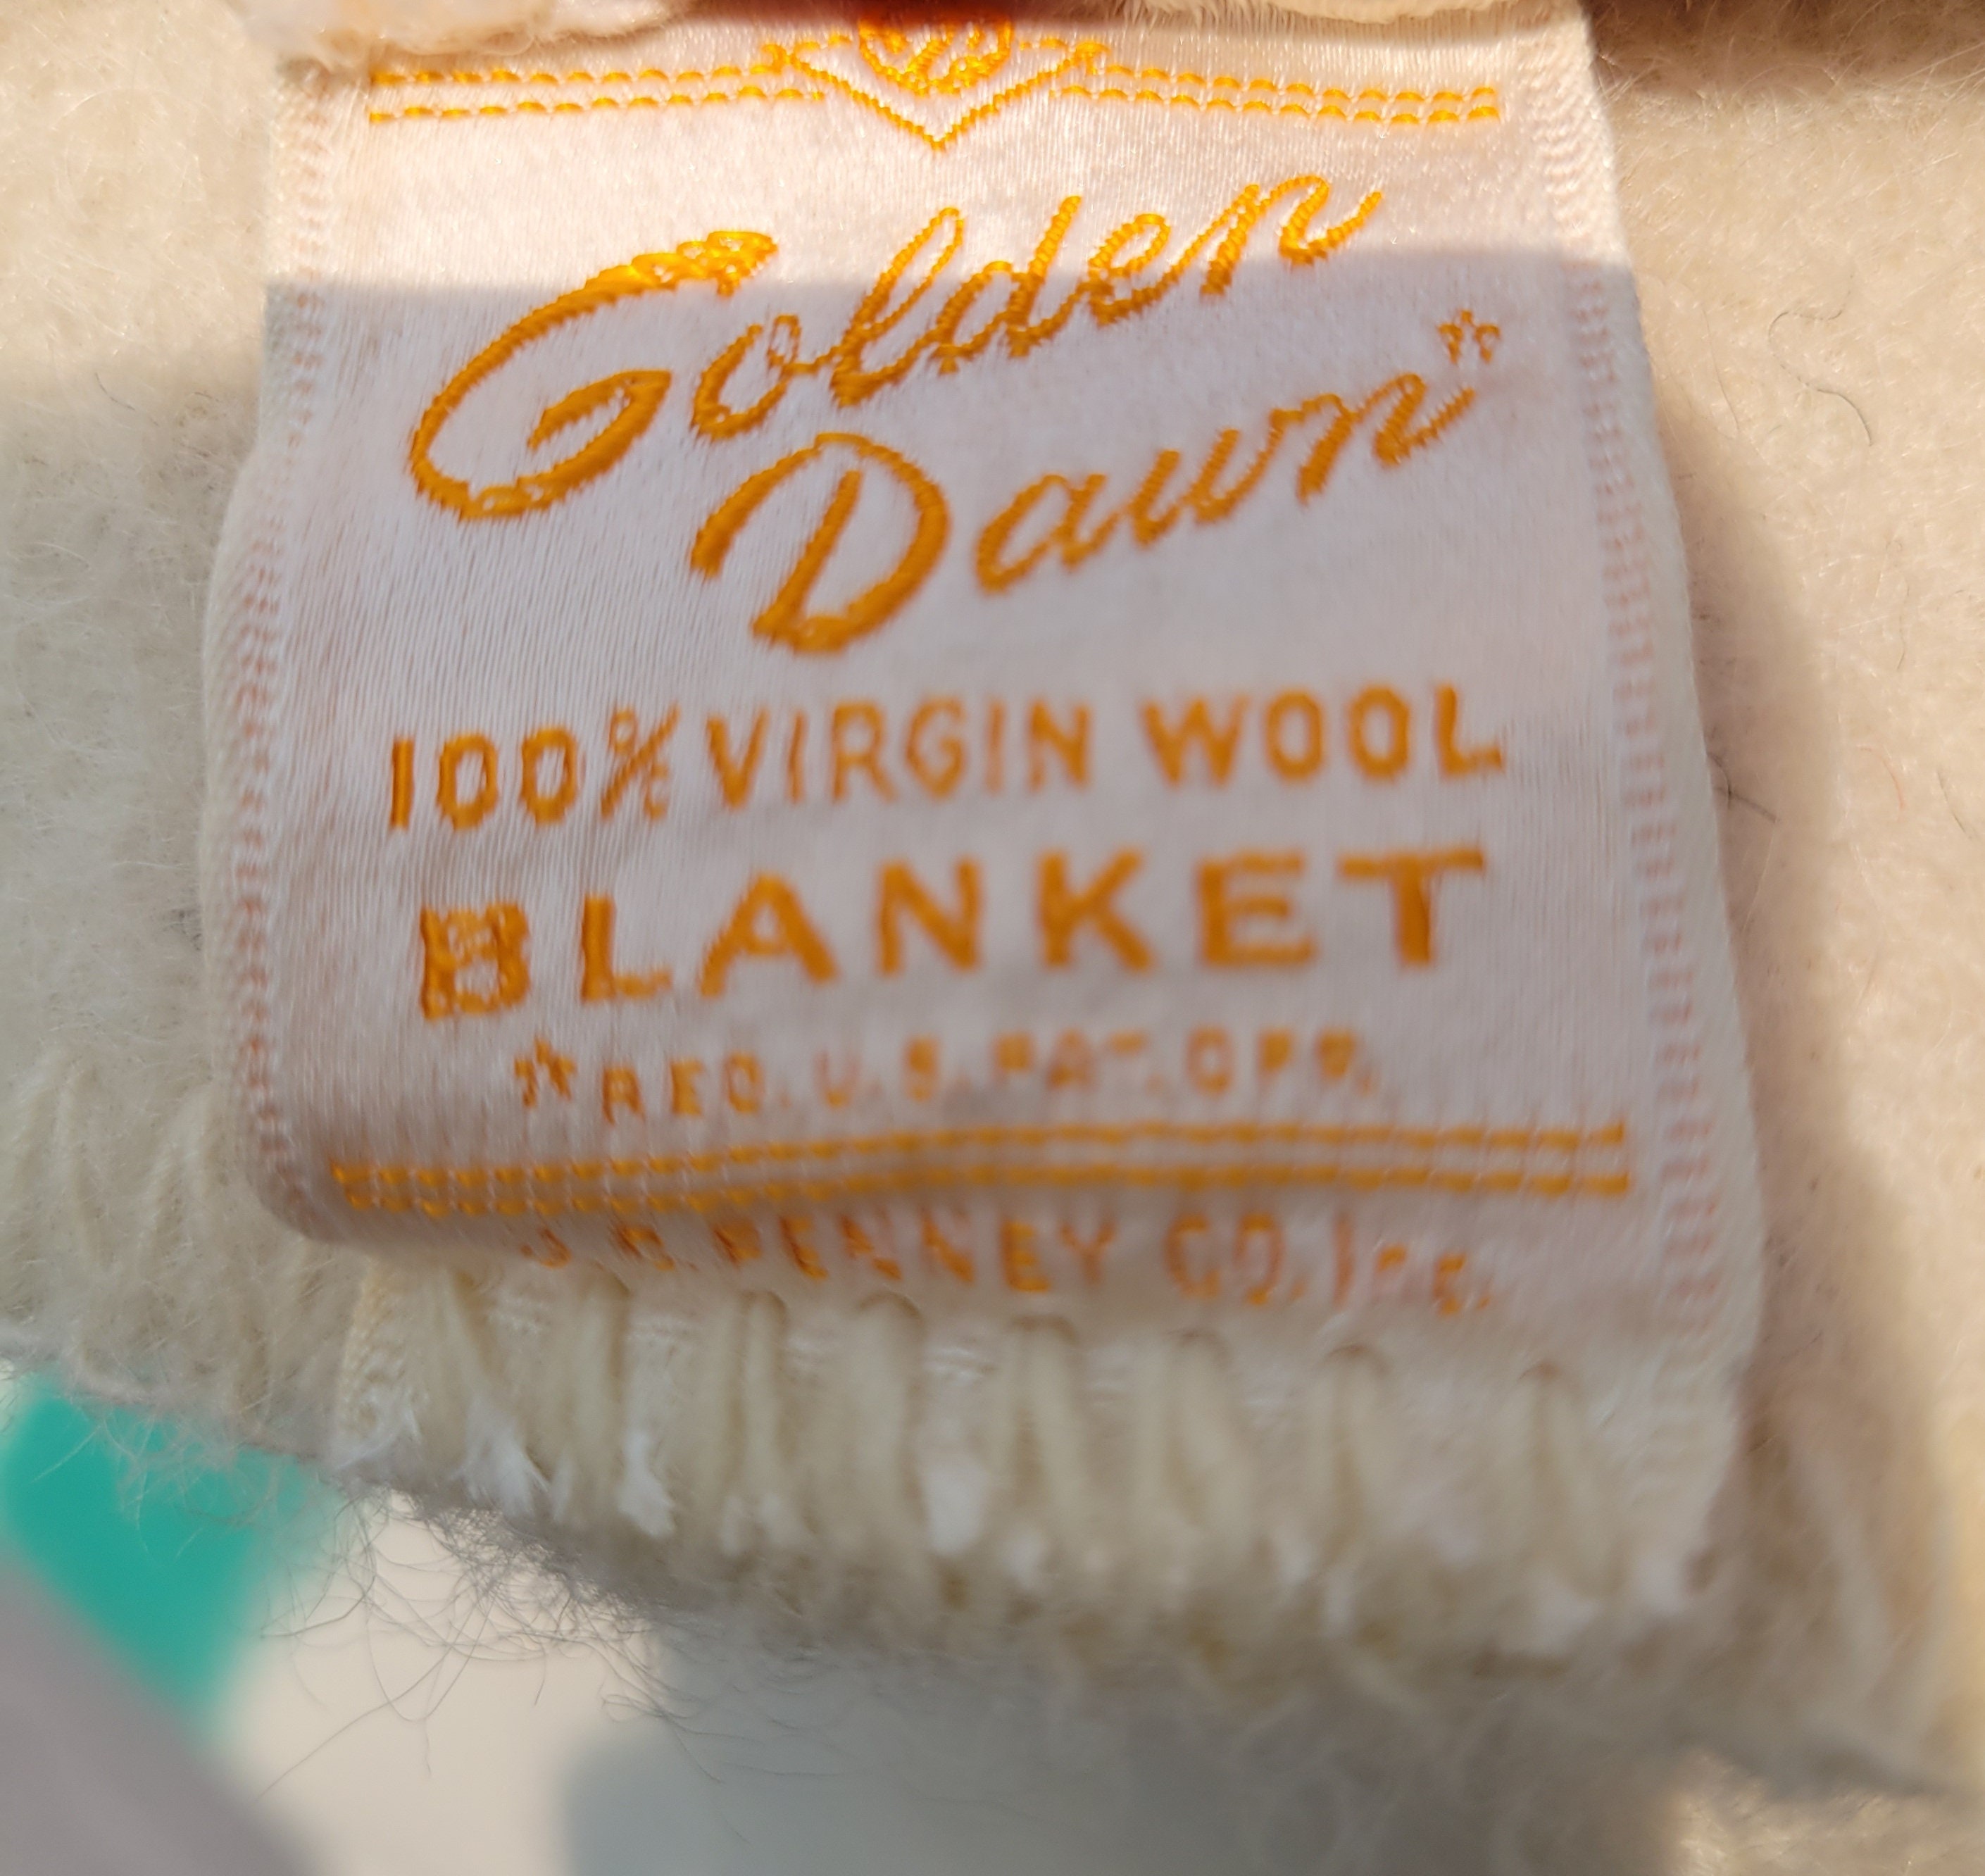 Golden
Dawn☆
100% VIRGIN WOOL
BLANKET
☆REG. U.S. PAT. OFF.
J.C. PENNEY CO. Inc.